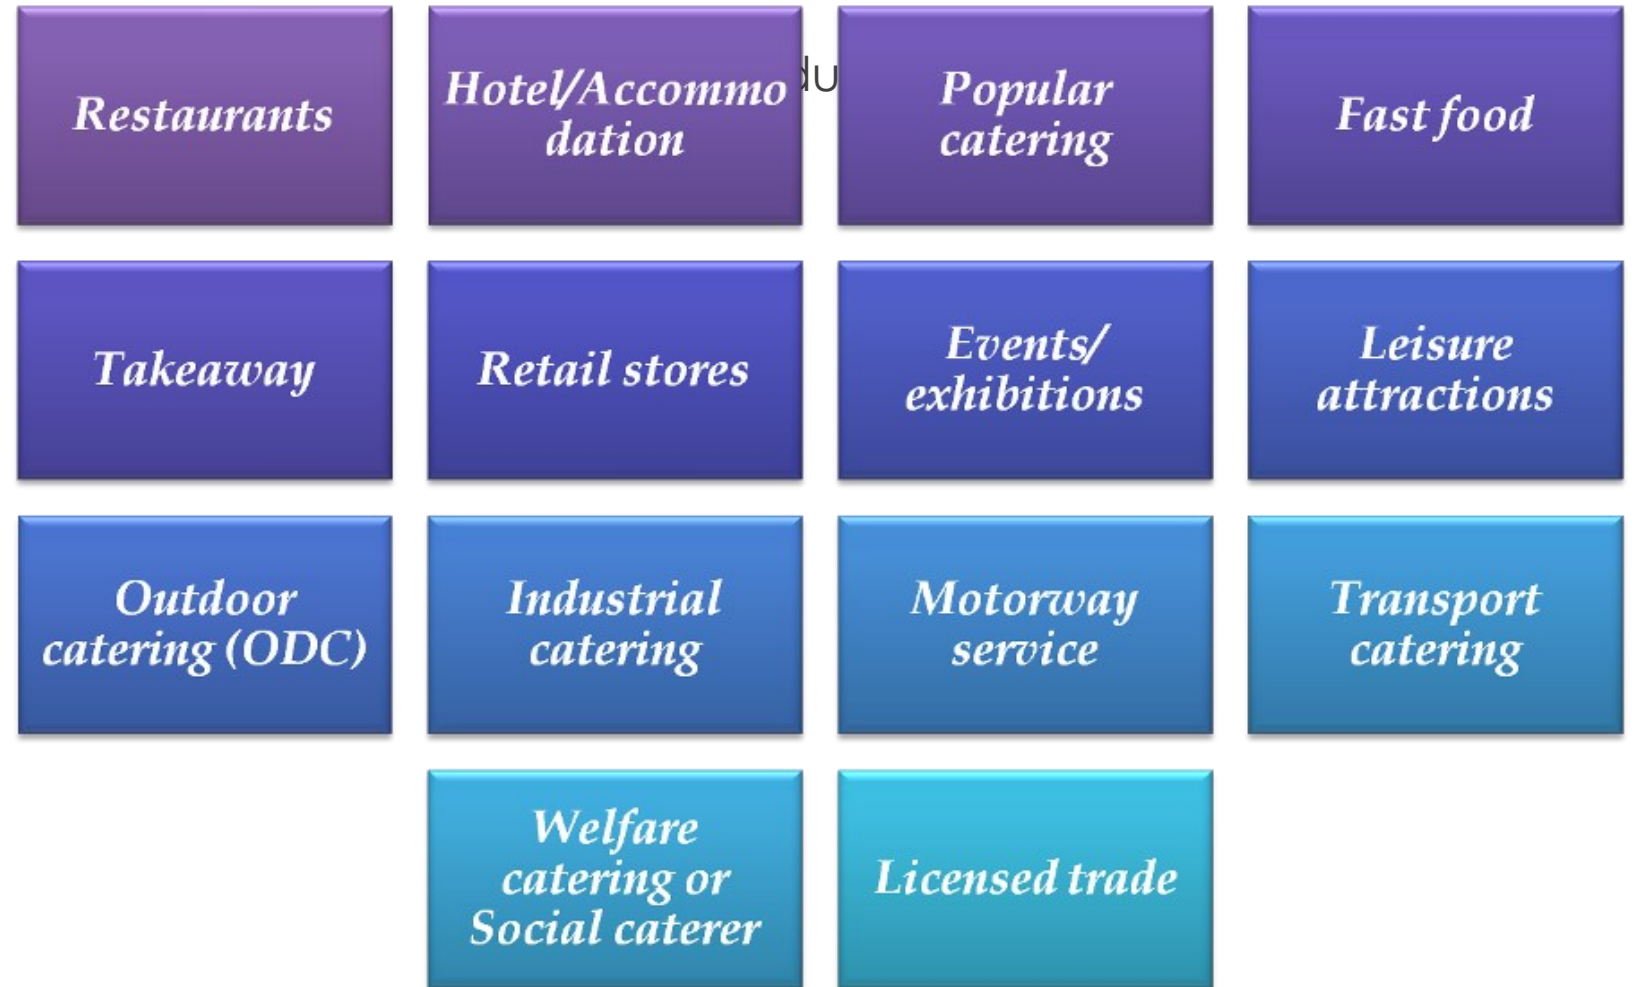 Restaurants
Hotel/Accommo
dation
Popular
catering
Fast food
Takeaway
Retail stores
Events/
exhibitions
Leisure
attractions
Outdoor
catering (ODC)
Industrial
catering
Motorway
service
Transport
catering
Welfare
catering or
Social caterer
Licensed trade